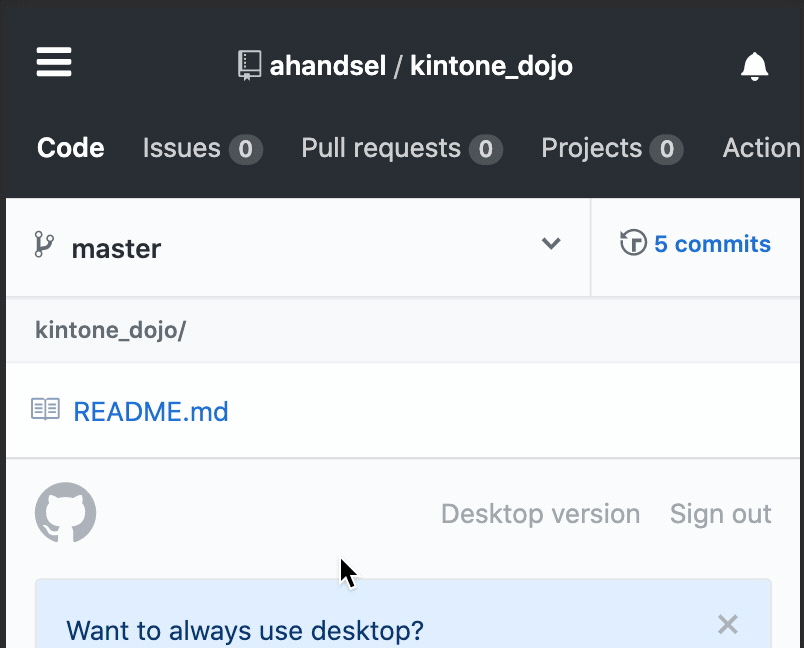 ahandsel / kintone_dojo
Code Issues 0 Pull requests 0 Projects 0 Action
master 5 commits
kintone_dojo/
README.md
Desktop version Sign out
Want to always use desktop?